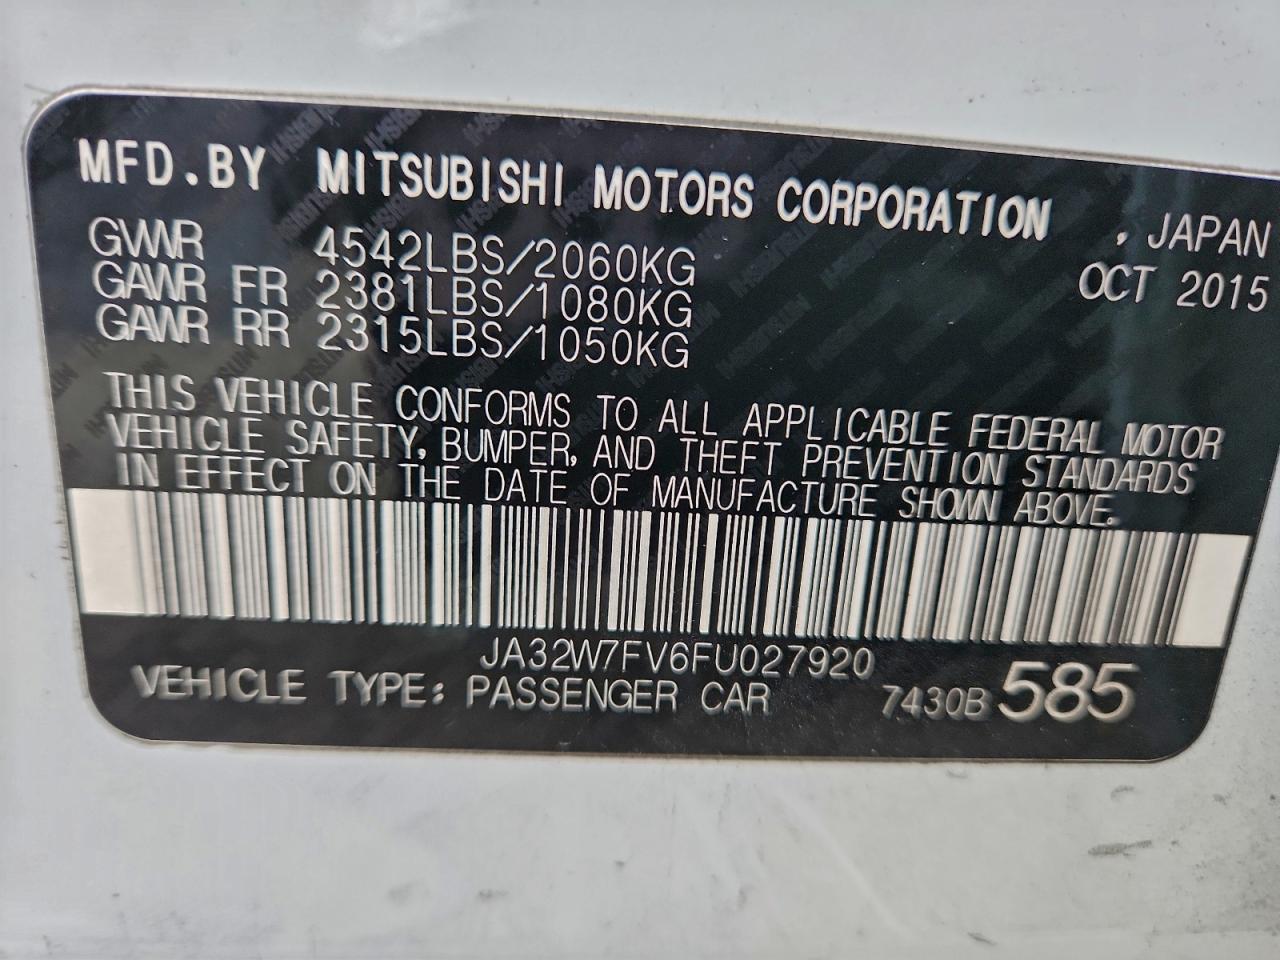 MFD.BY MITSUBISHI MOTORS CORPORATION , JAPAN
GVWR 4542LBS/2060KG OCT 2015
GAWR FR 2381LBS/1080KG
GAWR RR 2315LBS/1050KG
THIS VEHICLE CONFORMS TO ALL APPLICABLE FEDERAL MOTOR
VEHICLE SAFETY, BUMPER, AND THEFT PREVENTION STANDARDS
IN EFFECT ON THE DATE OF MANUFACTURE SHOWN ABOVE.
JA32W7FV6FU027920
VEHICLE TYPE: PASSENGER CAR 7430B 585